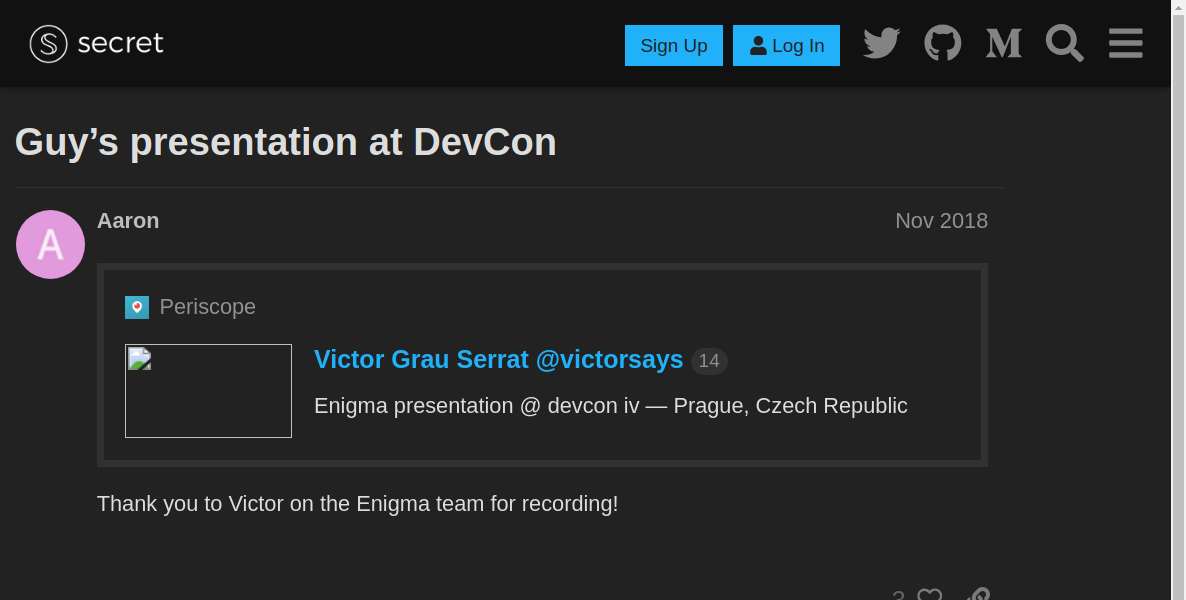 secret
Sign Up
Log In
Guy’s presentation at DevCon
A
Aaron
Nov 2018
Periscope
Victor Grau Serrat @victorsays 14
Enigma presentation @ devcon iv — Prague, Czech Republic
Thank you to Victor on the Enigma team for recording!
3